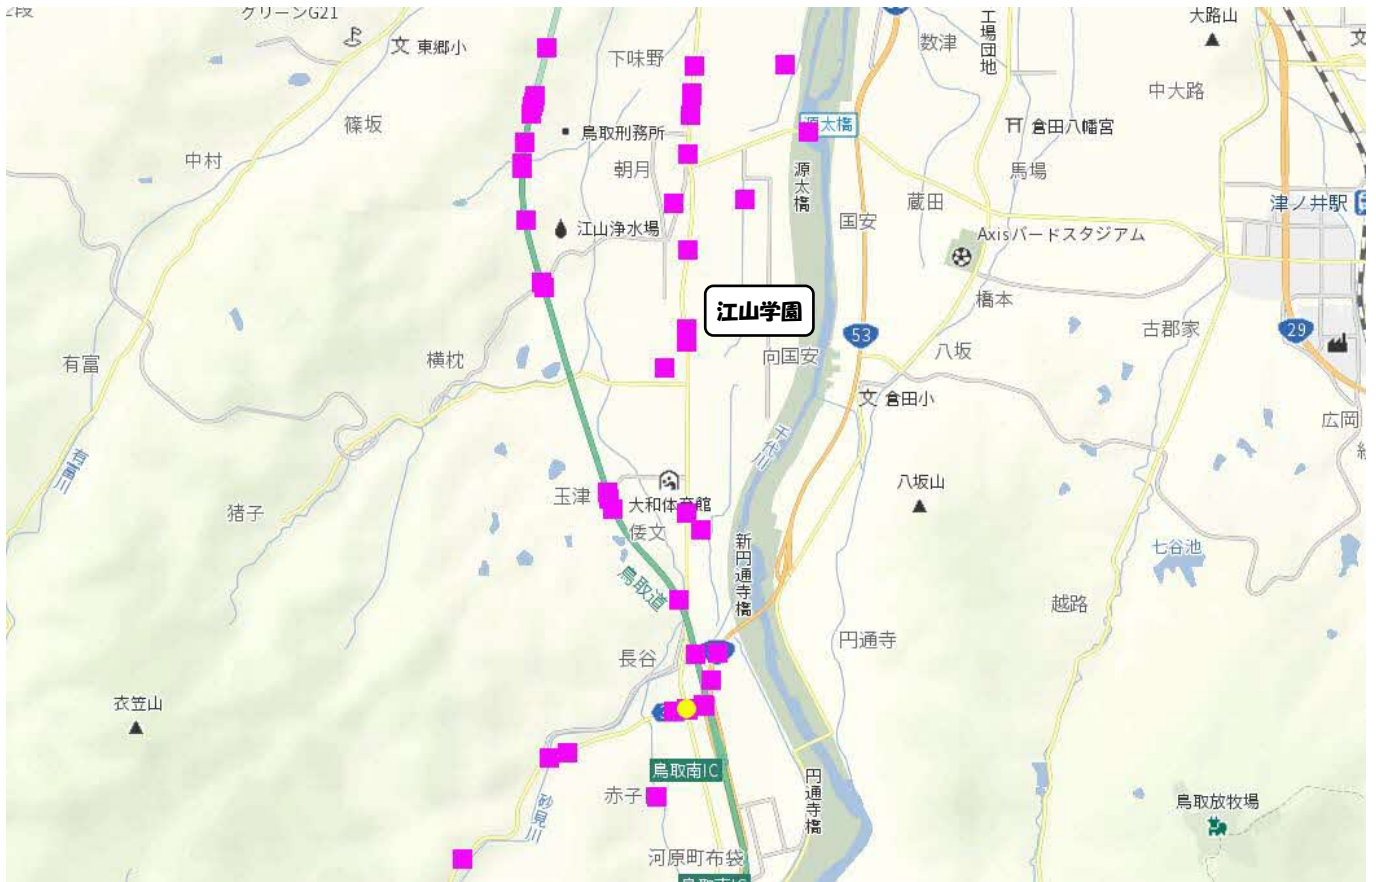 グリーンG21
東郷小
下味野
数津
工場団地
大路山
文
中大路
篠坂
中村
鳥取刑務所
源太橋
倉田八幡宮
朝月
源太橋
馬場
蔵田
津ノ井駅
江山浄水場
国安
Axisバードスタジアム
橋本
江山学園
53
古郡家
29
有富
横枕
向国安
八坂
文 倉田小
広岡
千代川
有富川
玉津
大和体育館
八坂山
猪子
倭文
新円通寺橋
七谷池
鳥取道
越路
長谷
円通寺
衣笠山
鳥取南IC
赤子
砂見川
円通寺橋
鳥取放牧場
河原町布袋